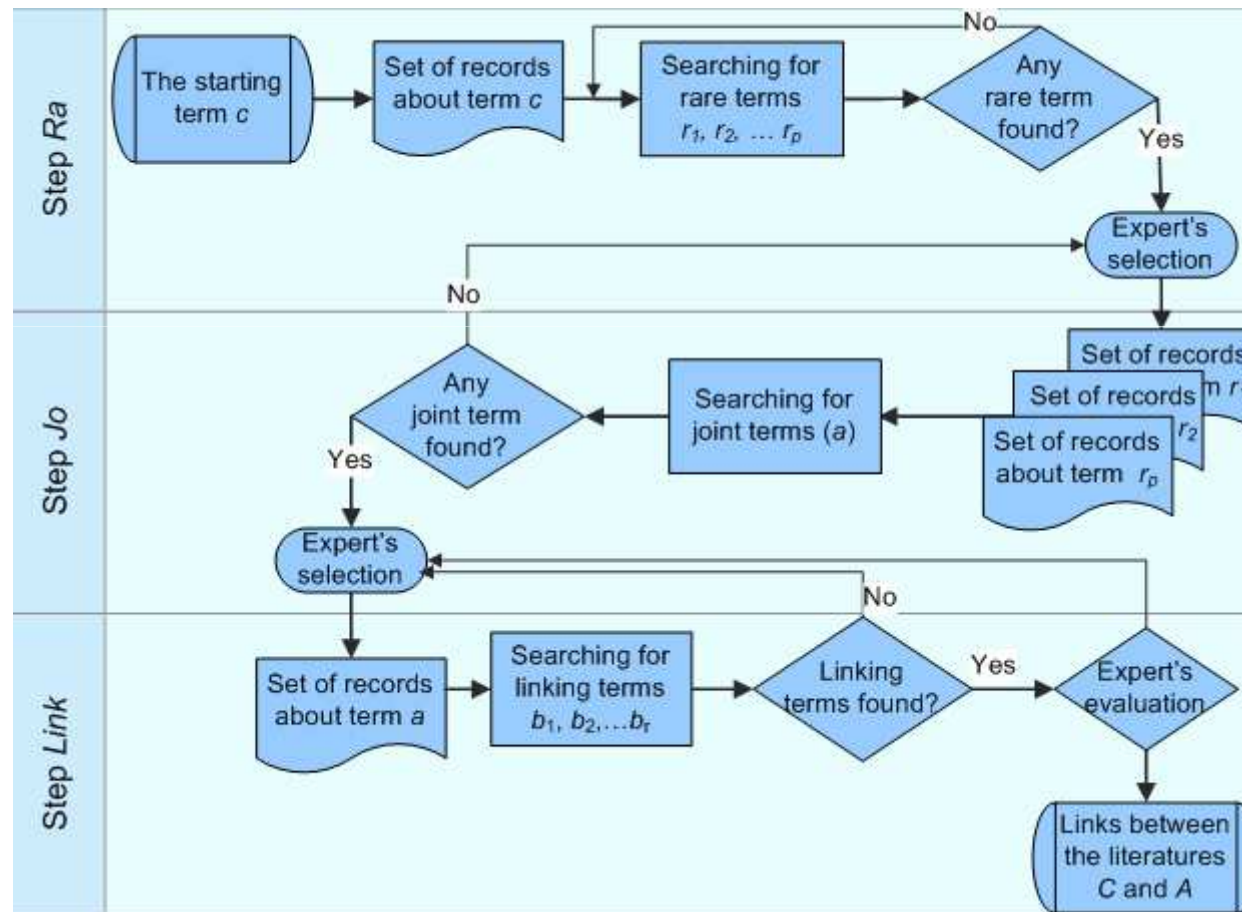 Step Ra
The starting
term c
Set of records
about term c
Searching for
rare terms
r1, r2, … rp
Any
rare term
found?
No
Yes
Expert's
selection
No
Step Jo
Set of records
Set of records
r2
Set of records
about term rp
Searching for
joint terms (a)
Any
joint term
found?
Yes
Expert's
selection
Step Link
Set of records
about term a
Searching for
linking terms
b1, b2,…br
Linking
terms found?
No
Yes
Expert's
evaluation
Links between
the literatures
C and A